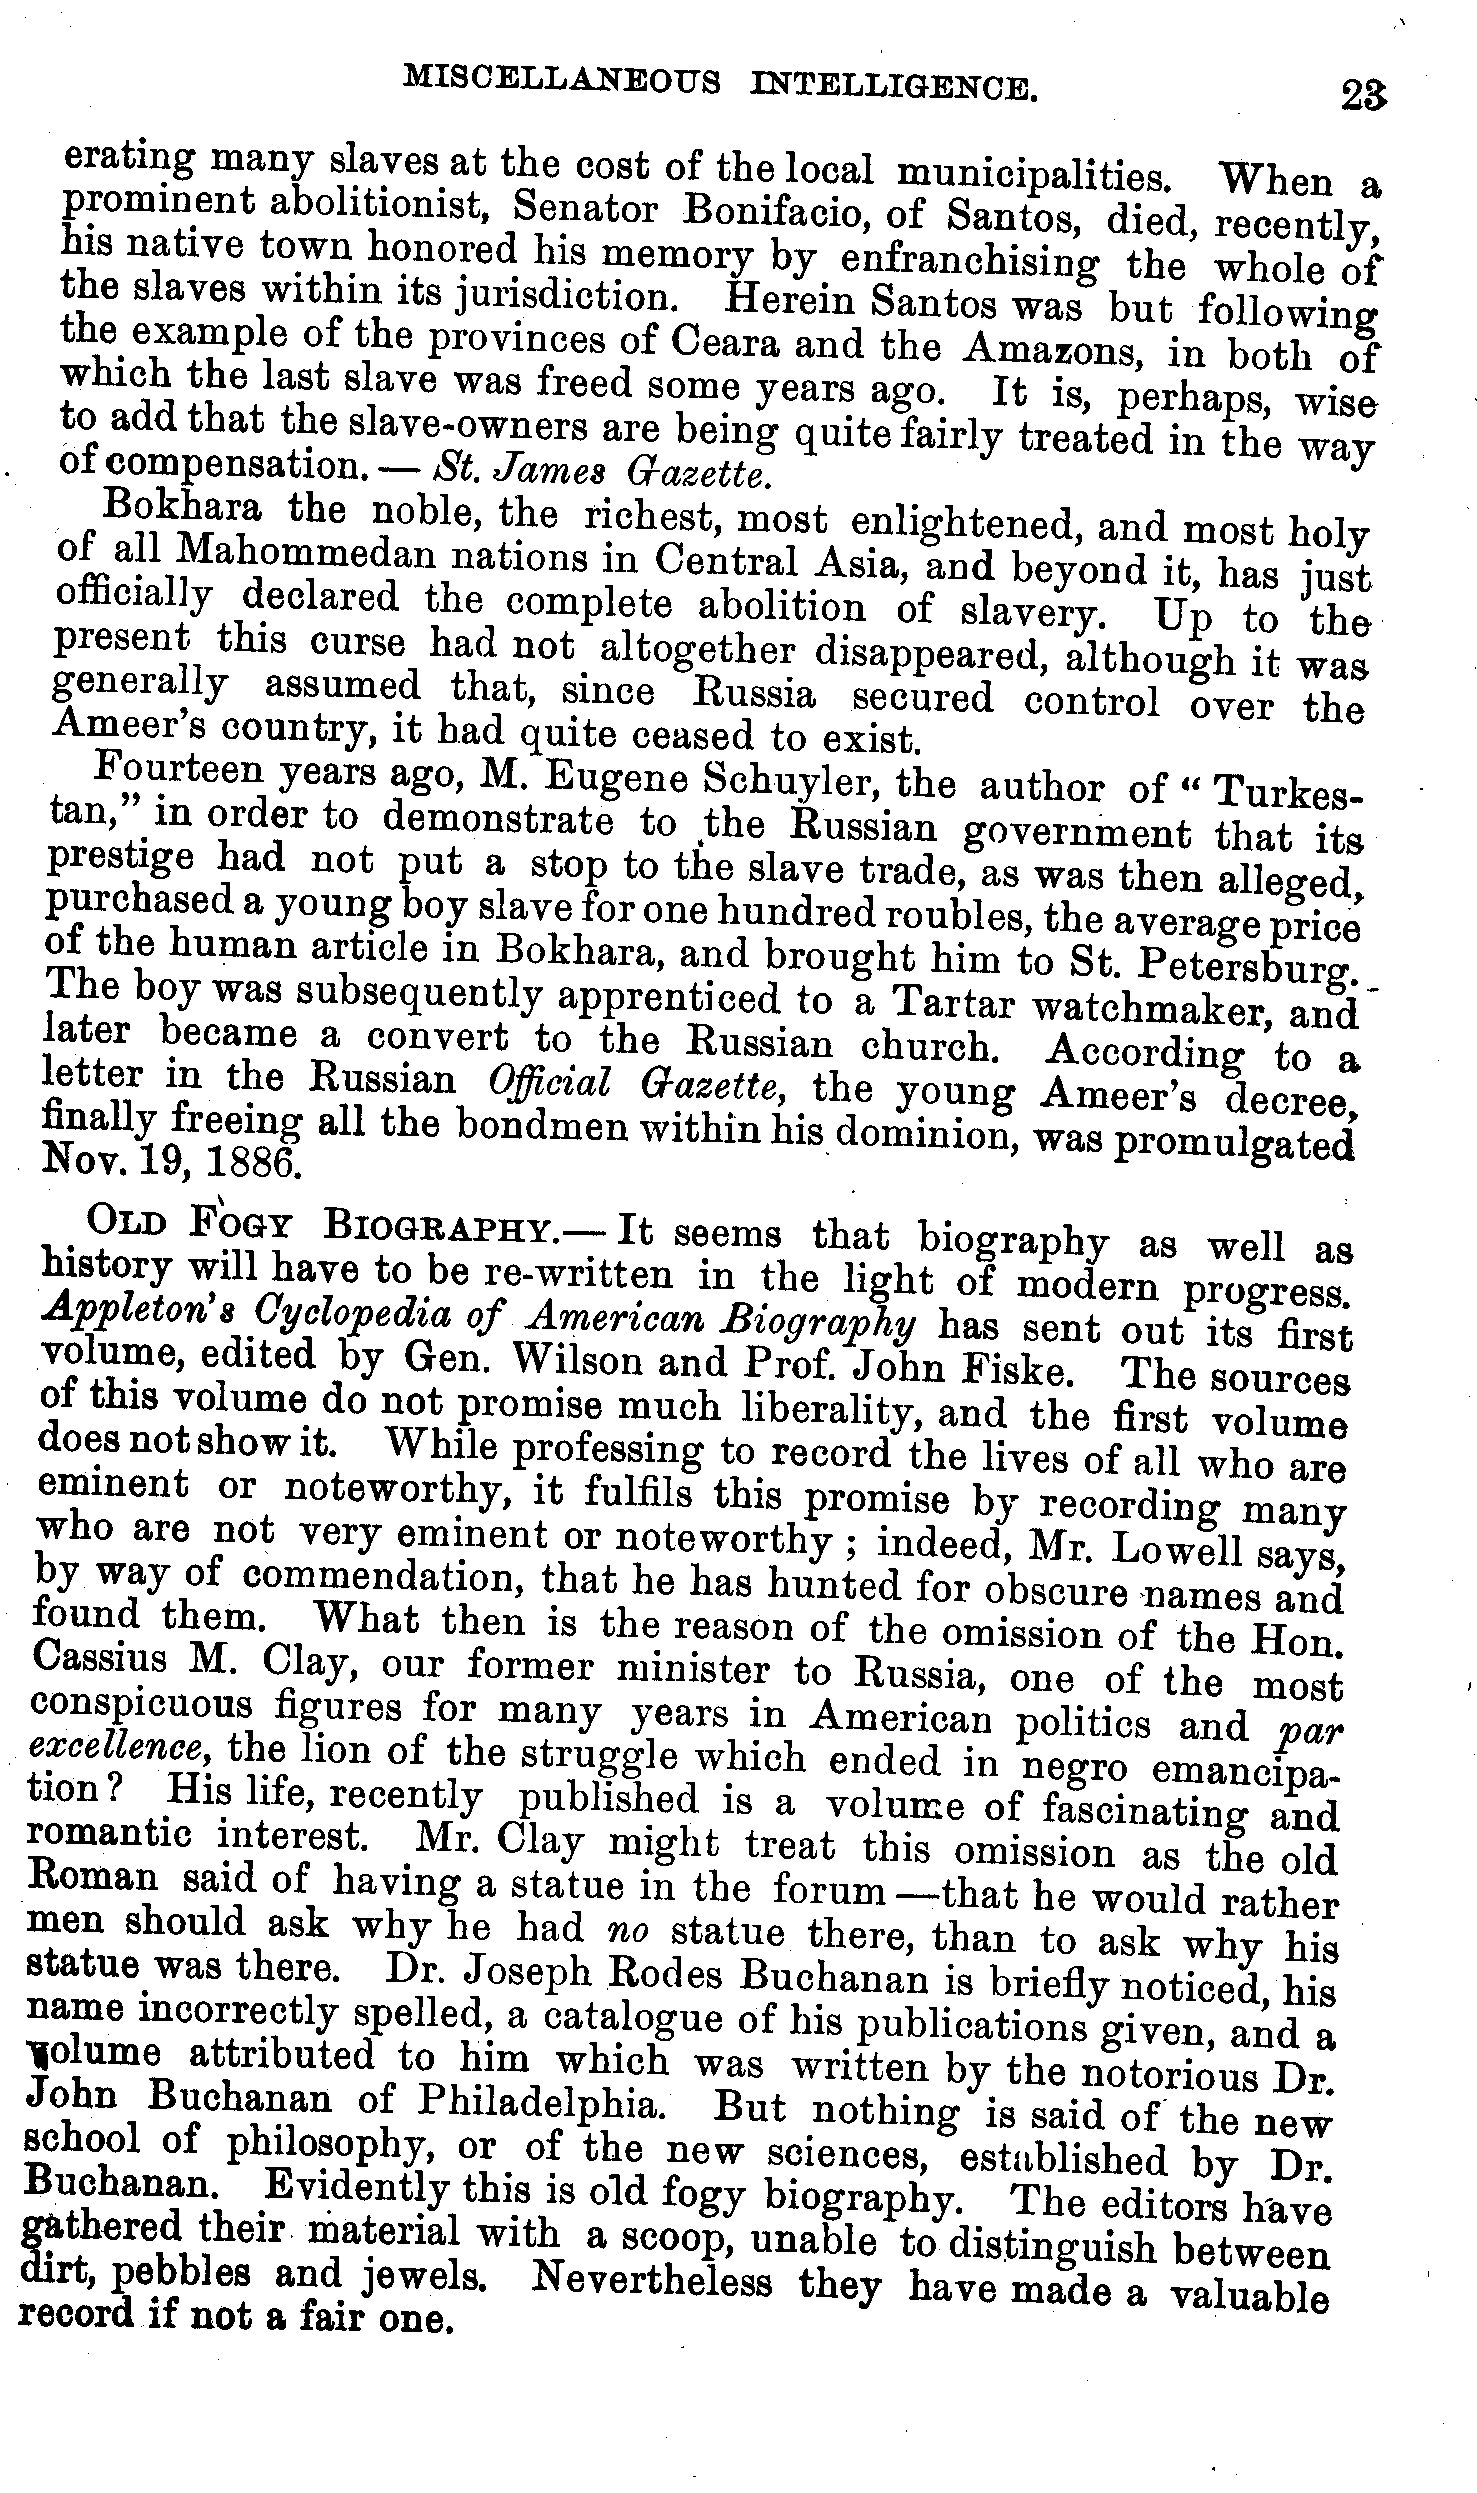 MISCELLANEOUS INTELLIGENCE. 23
erating many slaves at the cost of the local municipalities. When a
prominent abolitionist, Senator Bonifacio, of Santos, died, recently,
his native town honored his memory by enfranchising the whole of
the slaves within its jurisdiction. Herein Santos was but following
the example of the provinces of Ceara and the Amazons, in both of
which the last slave was freed some years ago. It is, perhaps, wise
to add that the slave-owners are being quite fairly treated in the way
of compensation. — St. James Gazette.
Bokhara the noble, the richest, most enlightened, and most holy
of all Mahommedan nations in Central Asia, and beyond it, has just
officially declared the complete abolition of slavery. Up to the
present this curse had not altogether disappeared, although it was
generally assumed that, since Russia secured control over the
Ameer's country, it had quite ceased to exist.
Fourteen years ago, M. Eugene Schuyler, the author of “ Turkes-
tan,” in order to demonstrate to the Russian government that its
prestige had not put a stop to the slave trade, as was then alleged,
purchased a young boy slave for one hundred roubles, the average price
of the human article in Bokhara, and brought him to St. Petersburg.
The boy was subsequently apprenticed to a Tartar watchmaker, and
later became a convert to the Russian church. According to a
letter in the Russian Official Gazette, the young Ameer's decree,
finally freeing all the bondmen within his dominion, was promulgated
Nov. 19, 1886.
OLD FOGY BIOGRAPHY.— It seems that biography as well as
history will have to be re-written in the light of modern progress.
Appleton's Cyclopedia of American Biography has sent out its first
volume, edited by Gen. Wilson and Prof. John Fiske. The sources
of this volume do not promise much liberality, and the first volume
does not show it. While professing to record the lives of all who are
eminent or noteworthy, it fulfils this promise by recording many
who are not very eminent or noteworthy ; indeed, Mr. Lowell says,
by way of commendation, that he has hunted for obscure names and
found them. What then is the reason of the omission of the Hon.
Cassius M. Clay, our former minister to Russia, one of the most
conspicuous figures for many years in American politics and par
excellence, the lion of the struggle which ended in negro emancipa-
tion? His life, recently published is a volume of fascinating and
romantic interest. Mr. Clay might treat this omission as the old
Roman said of having a statue in the forum —that he would rather
men should ask why he had no statue there, than to ask why his
statue was there. Dr. Joseph Rodes Buchanan is briefly noticed, his
name incorrectly spelled, a catalogue of his publications given, and a
volume attributed to him which was written by the notorious Dr.
John Buchanan of Philadelphia. But nothing is said of the new
school of philosophy, or of the new sciences, established by Dr.
Buchanan. Evidently this is old fogy biography. The editors have
gathered their material with a scoop, unable to distinguish between
dirt, pebbles and jewels. Nevertheless they have made a valuable
record if not a fair one.